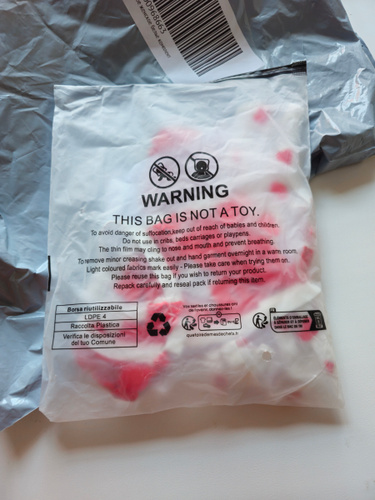 WARNING
THIS BAG IS NOT A TOY.
To avoid danger of suffocation,keep out of reach of babies and children.
Do not use in cribs, beds carriages or playpens.
The thin film may cling to nose and mouth and prevent breathing.
To remove minor creasing shake out and hand garment overnight in a warm room.
Light coloured fabrics mark easily - Please take care when trying them on.
Please reuse this bag if you wish to return your product.
Repack carefully and reseal pack if returning this item.
Borsa riutilizzabile
LDPE 4
Raccolta Plastica
Verifica le disposizioni
del tuo Comune